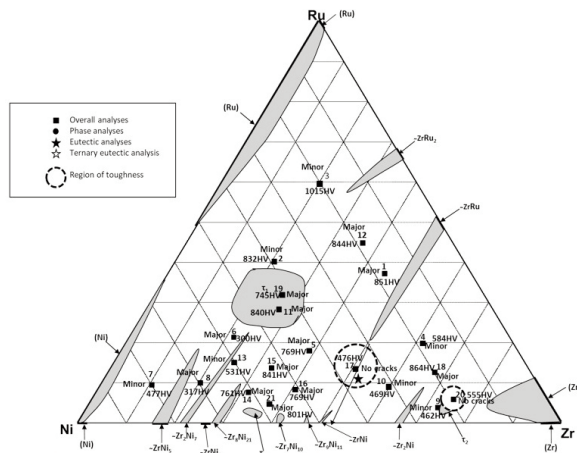 Ru
(Ru)
(Ru)
Overall analyses
Phase analyses
Eutectic analyses
Ternary eutectic analysis
Region of toughness
~ZrRu2
Minor
3
1015HV
~ZrRu
Major
12
844HV
Minor
2
832HV
1
Major
851HV
τ1
19
745HV
Major
840HV
11
Major
6
Major
300HV
5
Major
769HV
4
584HV
Minor
(Ni)
Minor
13
531HV
15
Major
841HV
476HV
17
No cracks
864HV
18
Major
7
Minor
477HV
Major
8
317HV
761HV
Major
14
16
Major
769HV
10
Minor
469HV
20
555HV
No cracks
21
Major
801HV
9
Minor
462HV
(Zr)
Ni
Zr
(Ni)
~ZrNi5
~Zr2Ni7
~ZrNi
~Zr8Ni21
~Zr7Ni10
~Zr9Ni11
~ZrNi
~Zr2Ni
τ2